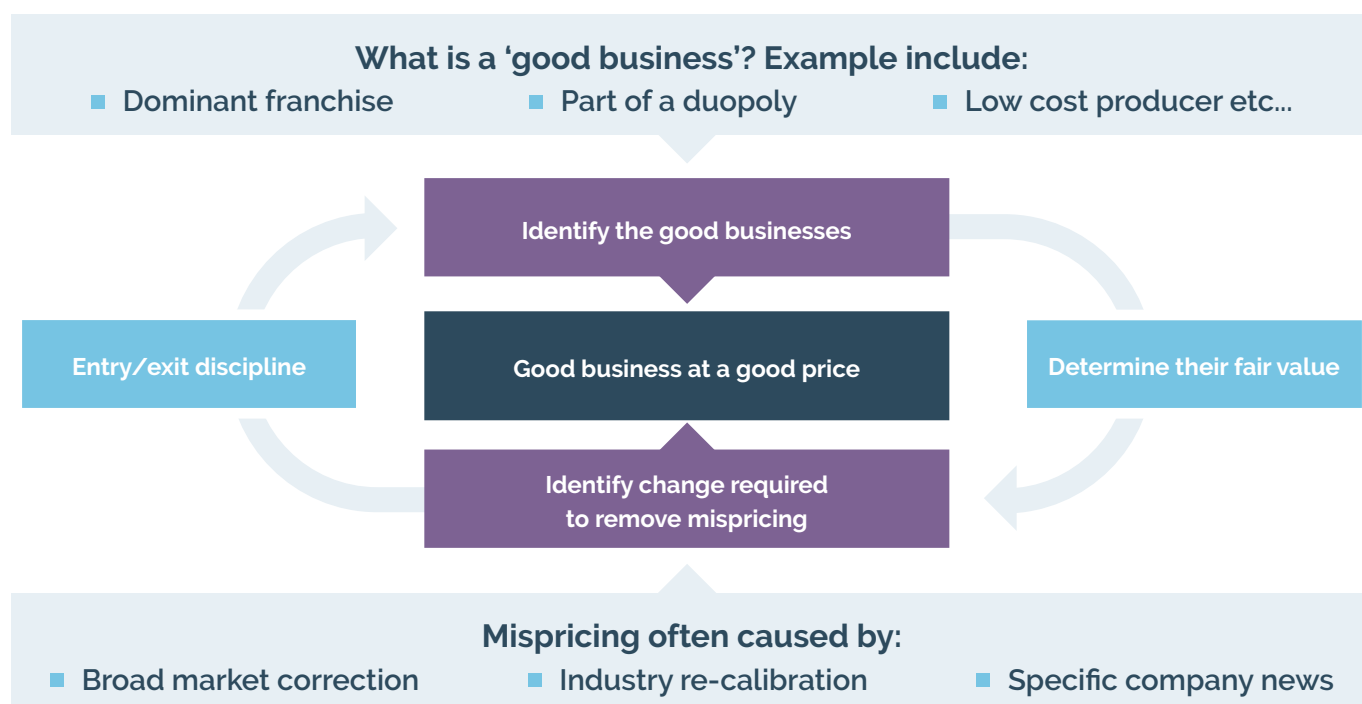 What is a ‘good business’? Example include:
Dominant franchise
Part of a duopoly
Low cost producer etc...
Identify the good businesses
Entry/exit discipline
Good business at a good price
Determine their fair value
Identify change required
to remove mispricing
Mispricing often caused by:
Broad market correction
Industry re-calibration
Specific company news